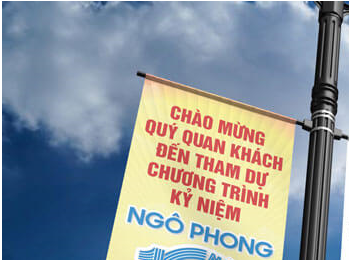 CHÀO MỪNG
QUÝ QUAN KHÁCH
ĐẾN THAM DỰ
CHƯƠNG TRÌNH
KỶ NIỆM
NGÔ PHONG